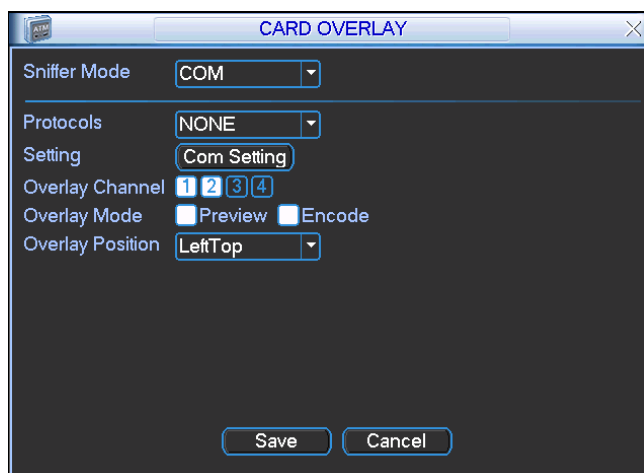 ATM
CARD OVERLAY
Sniffer Mode COM
Protocols NONE
Setting Com Setting
Overlay Channel 1 2 3 4
Overlay Mode Preview Encode
Overlay Position LeftTop
Save Cancel